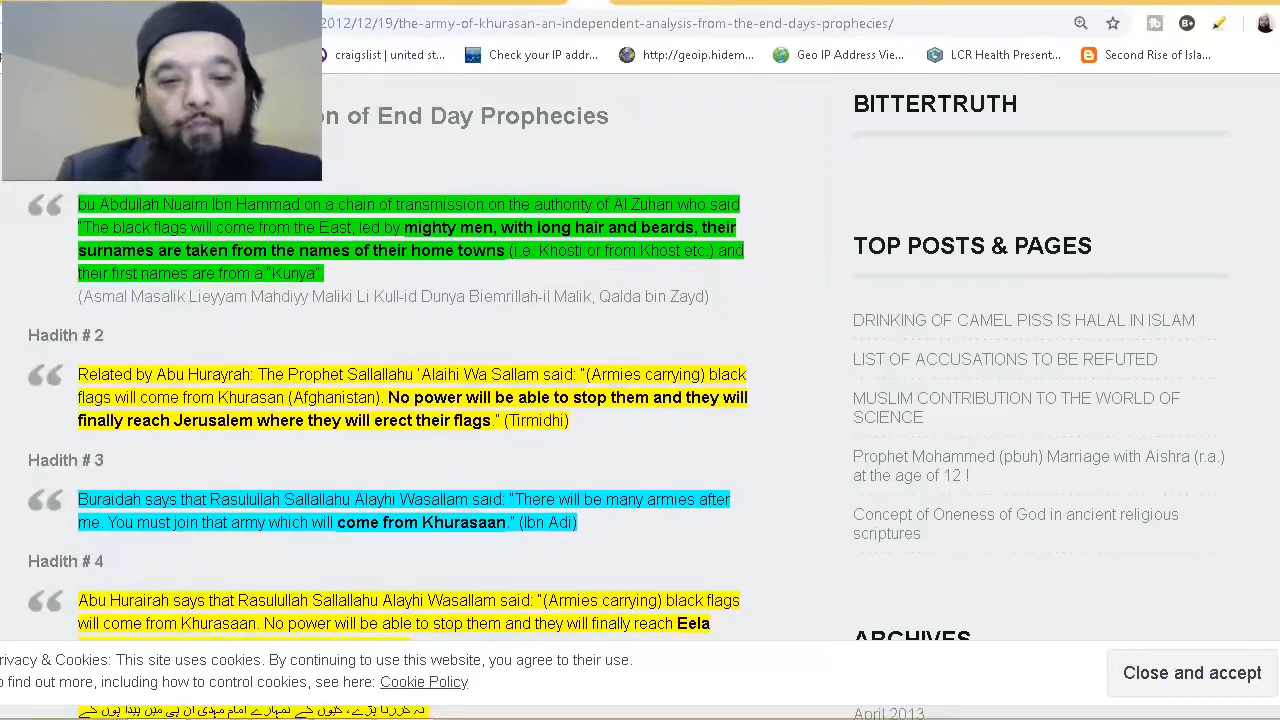 2012/12/19/the-army-of-khurasan-an-independent-analysis-from-the-end-days-prophecies/
craigslist | united st...
Check your IP addr...
http://geoip.hidem...
Geo IP Address Vie...
LCR Health Present...
Second Rise of Isla...
on of End Day Prophecies
bu Abdullah Nuaim Ibn Hammad on a chain of transmission on the authority of Al Zuhari who said
"The black flags will come from the East, led by mighty men, with long hair and beards, their
surnames are taken from the names of their home towns (i.e. Khosti or from Khost etc.) and
their first names are from a "Kunya".
(Asmal Masalik Lieyyam Mahdiyy Maliki Li Kull-id Dunya Biemrillah-il Malik, Qalda bin Zayd)
Hadith # 2
Related by Abu Hurayrah: The Prophet Sallallahu 'Alaihi Wa Sallam said: "(Armies carrying) black
flags will come from Khurasan (Afghanistan). No power will be able to stop them and they will
finally reach Jerusalem where they will erect their flags." (Tirmidhi)
Hadith # 3
Buraidah says that Rasulullah Sallallahu Alayhi Wasallam said: "There will be many armies after
me. You must join that army which will come from Khurasaan." (Ibn Adi)
Hadith # 4
Abu Hurairah says that Rasulullah Sallallahu Alayhi Wasallam said: "(Armies carrying) black flags
will come from Khurasaan. No power will be able to stop them and they will finally reach Eela
BITTERTRUTH
TOP POSTS & PAGES
DRINKING OF CAMEL PISS IS HALAL IN ISLAM
LIST OF ACCUSATIONS TO BE REFUTED
MUSLIM CONTRIBUTION TO THE WORLD OF
SCIENCE
Prophet Mohammed (pbuh) Marriage with Aishra (r.a.)
at the age of 12 !
Concept of Oneness of God in ancient religious
scriptures
ARCHIVES
April 2013
rivacy & Cookies: This site uses cookies. By continuing to use this website, you agree to their use.
o find out more, including how to control cookies, see here: Cookie Policy
Close and accept